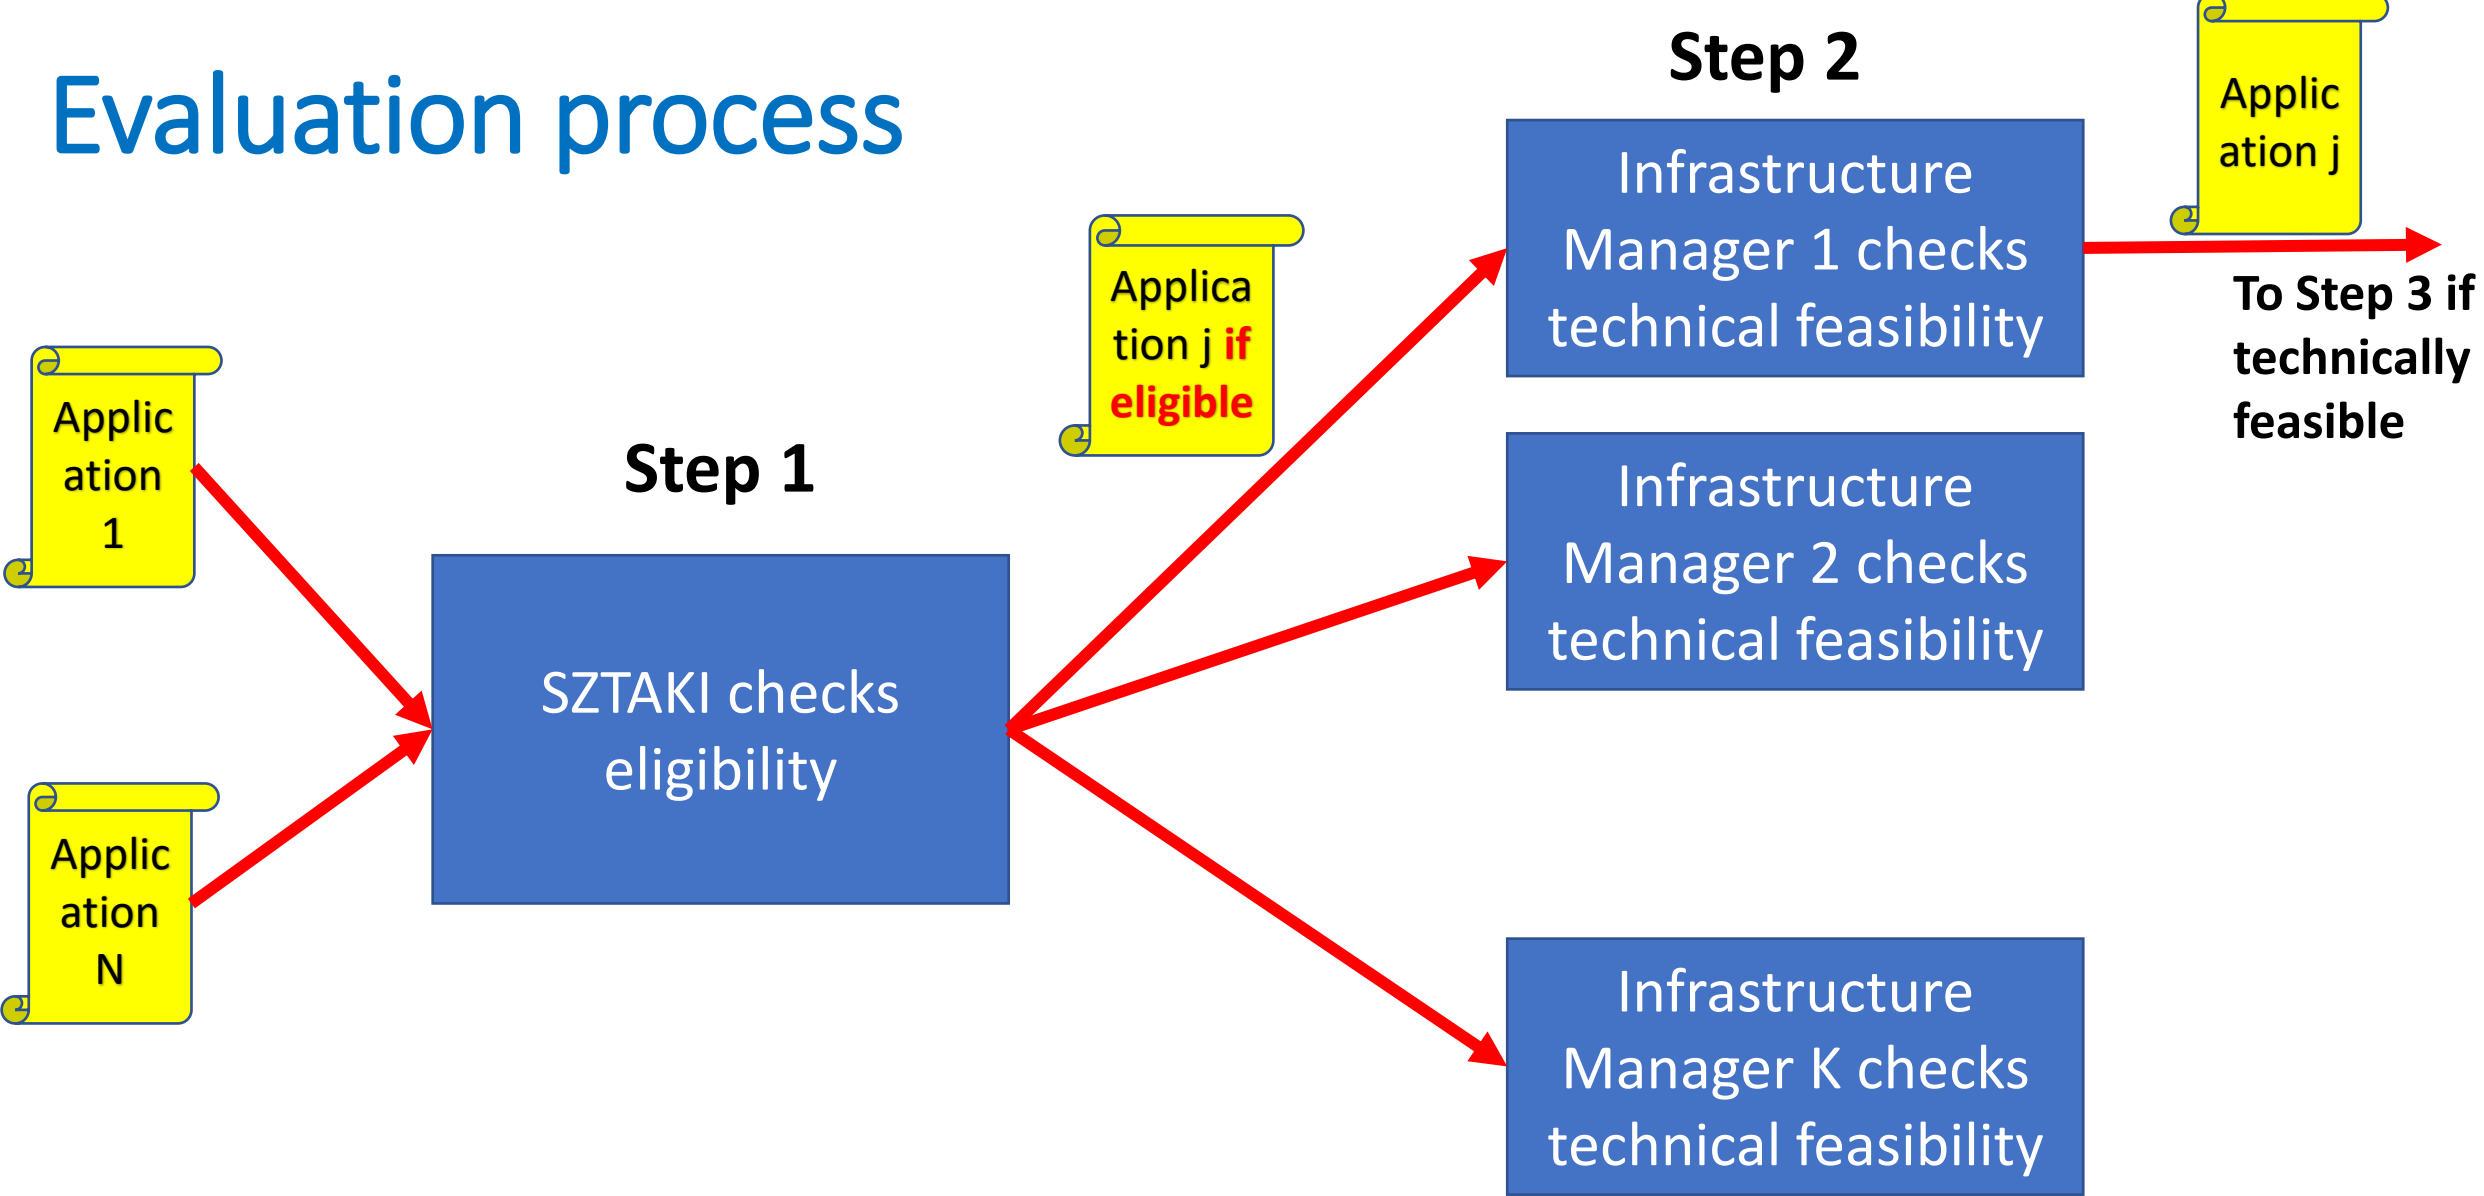 Evaluation process
Applic
ation
1
Applic
ation
N
Step 1
SZTAKI checks
eligibility
Applica
tion j if
eligible
Step 2
Infrastructure
Manager 1 checks
technical feasibility
Infrastructure
Manager 2 checks
technical feasibility
Infrastructure
Manager K checks
technical feasibility
Applic
ation j
To Step 3 if
technically
feasible